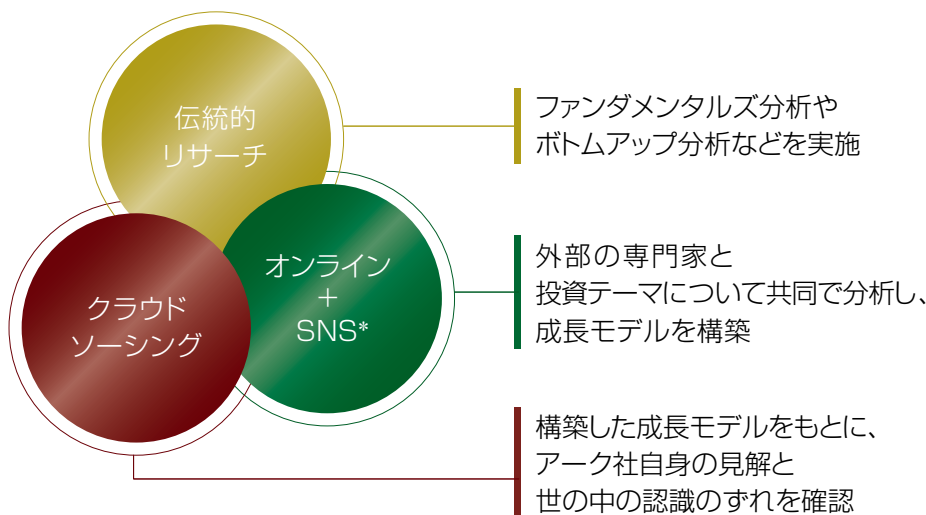 伝統的
リサーチ
ファンダメンタルズ分析や
ボトムアップ分析などを実施
オンライン
+
SNS*
外部の専門家と
投資テーマについて共同で分析し、
成長モデルを構築
クラウド
ソーシング
構築した成長モデルをもとに、
アーク社自身の見解と
世の中の認識のずれを確認